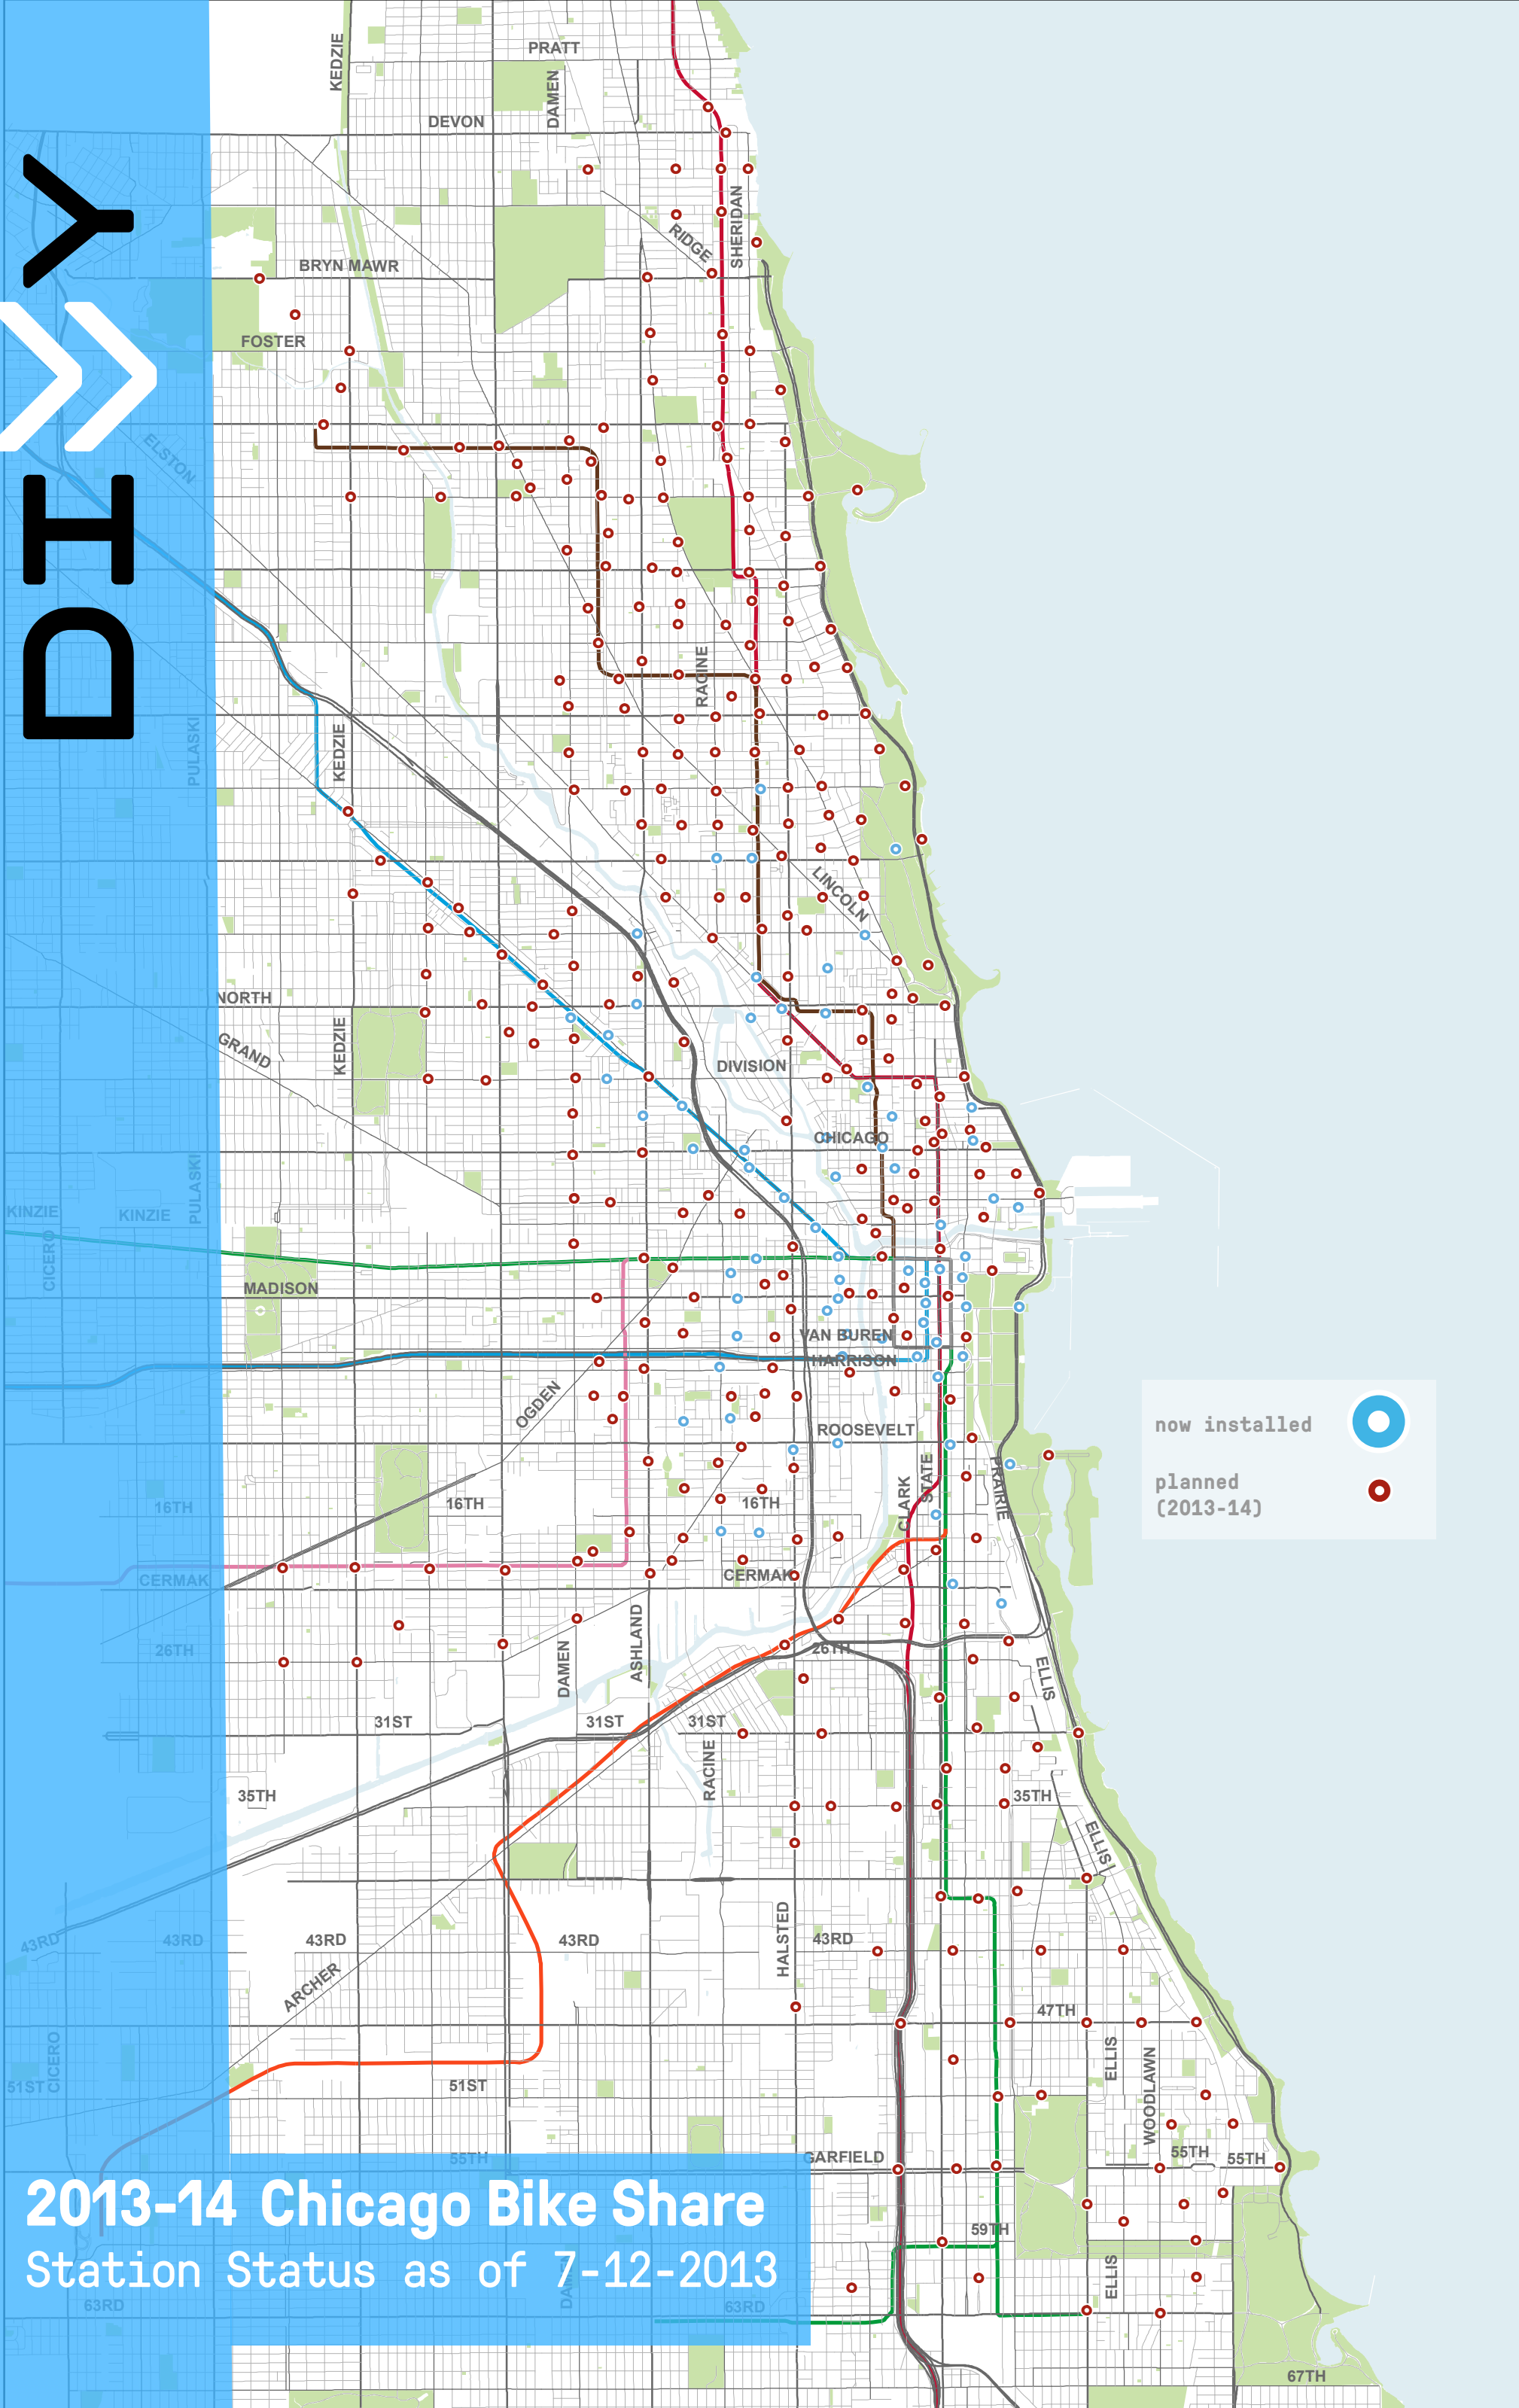 PRATT
KEDZIE
DAMEN
DEVON
SHERIDAN
RIDGE
BRYN MAWR
FOSTER
ELSTON
DIVVY
RACINE
PULASKI
KEDZIE
LINCOLN
NORTH
GRAND
KEDZIE
DIVISION
CHICAGO
PULASKI
KINZIE
KINZIE
CICERO
MADISON
VAN BUREN
HARRISON
OGDEN
ROOSEVELT
now installed
planned
(2013-14)
STATE
CLARK
PRAIRIE
16TH
16TH
16TH
CERMAK
CERMAK
26TH
DAMEN
ASHLAND
26TH
ELLIS
31ST
31ST
31ST
RACINE
35TH
35TH
ELLIS
43RD
43RD
43RD
43RD
HALSTED
43RD
ARCHER
47TH
CICERO
51ST
51ST
ELLIS
WOODLAWN
55TH
GARFIELD
55TH
55TH
2013-14 Chicago Bike Share
Station Status as of 7-12-2013
59TH
ELLIS
63RD
63RD
67TH